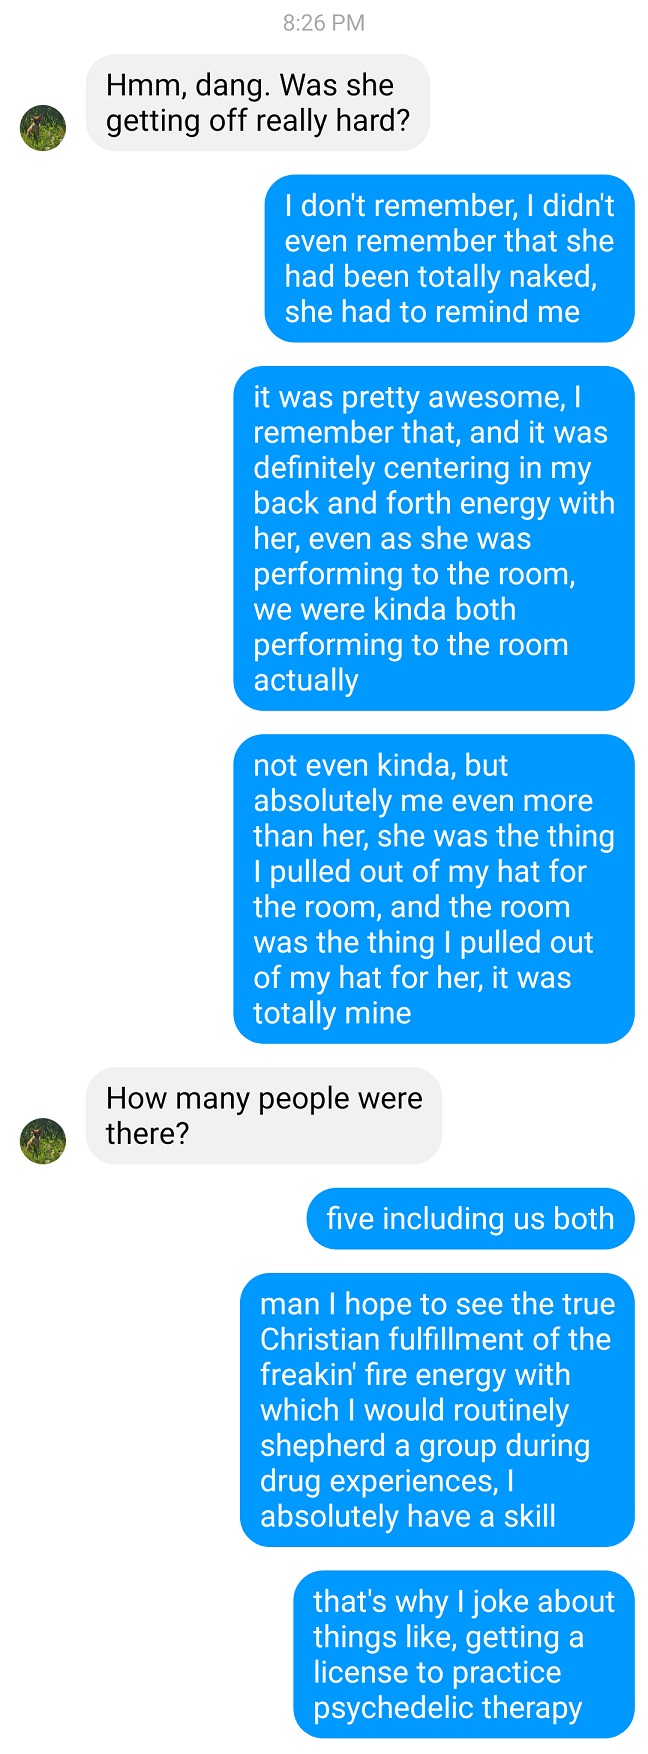 8:26 PM
Hmm, dang. Was she
getting off really hard?
I don't remember, I didn't
even remember that she
had been totally naked,
she had to remind me
it was pretty awesome, I
remember that, and it was
definitely centering in my
back and forth energy with
her, even as she was
performing to the room,
we were kinda both
performing to the room
actually
not even kinda, but
absolutely me even more
than her, she was the thing
I pulled out of my hat for
the room, and the room
was the thing I pulled out
of my hat for her, it was
totally mine
How many people were
there?
five including us both
man I hope to see the true
Christian fulfillment of the
freakin' fire energy with
which I would routinely
shepherd a group during
drug experiences, I
absolutely have a skill
that's why I joke about
things like, getting a
license to practice
psychedelic therapy